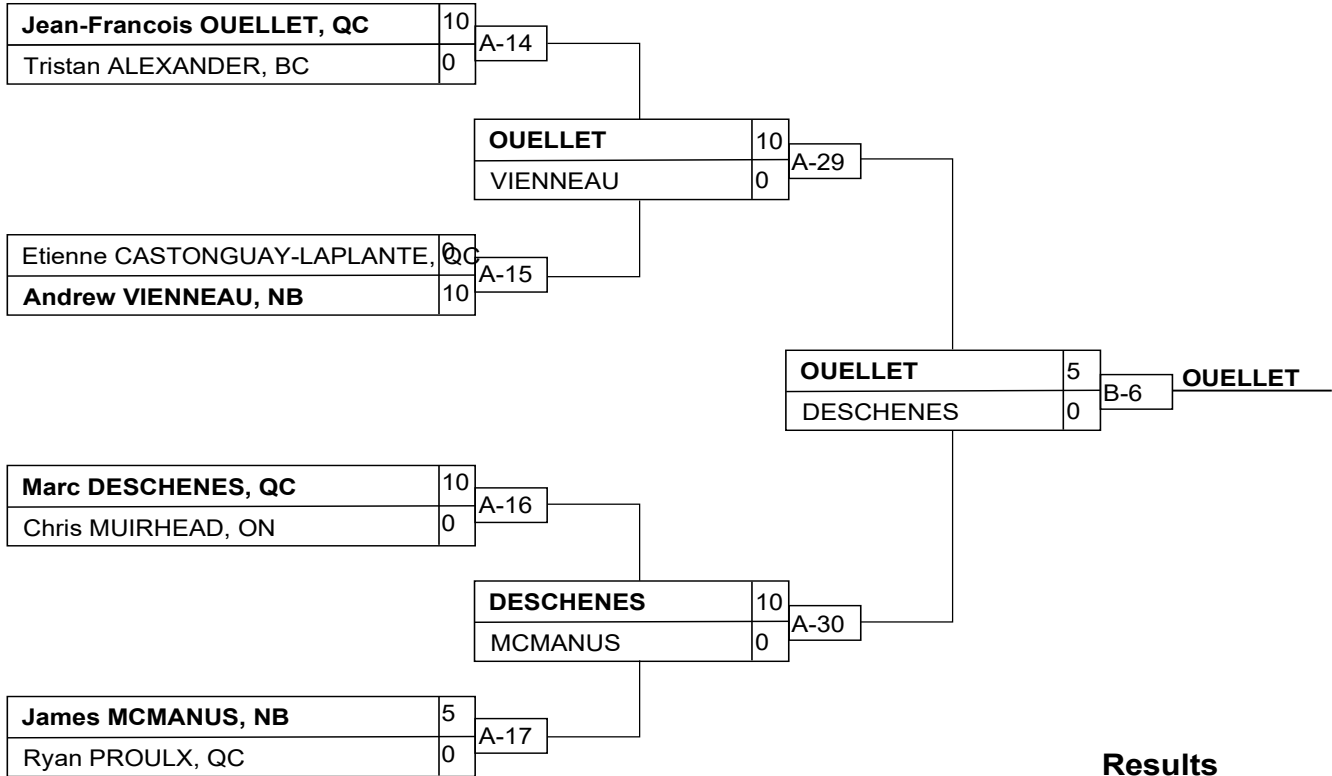 Jean-Francois OUELLET, QC 10
A-14
Tristan ALEXANDER, BC 0
OUELLET 10
A-29
VIENNEAU 0
Etienne CASTONGUAY-LAPLANTE, QC 0
A-15
Andrew VIENNEAU, NB 10
OUELLET 5
B-6 OUELLET
DESCHENES 0
Marc DESCHENES, QC 10
A-16
Chris MUIRHEAD, ON 0
DESCHENES 10
A-30
MCMANUS 0
James MCMANUS, NB 5
A-17
Ryan PROULX, QC 0
Results